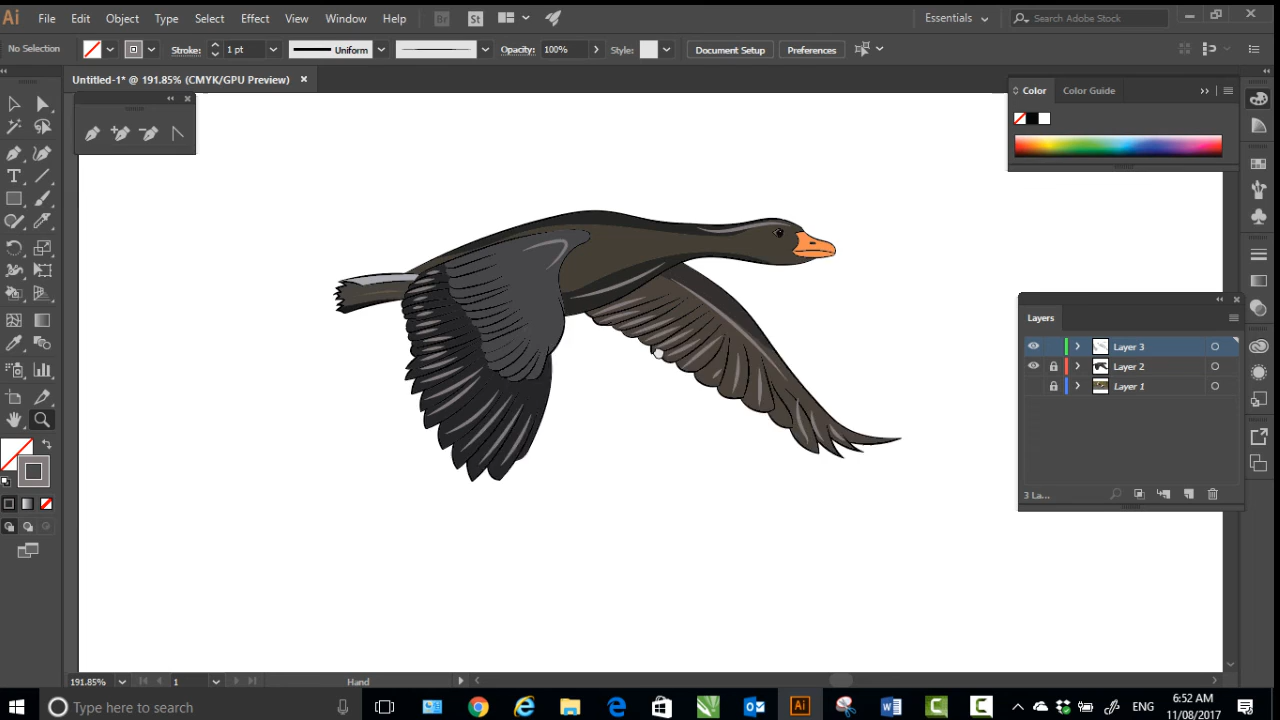 Ai File Edit Object Type Select Effect View Window Help Br St Essentials Search Adobe Stock
No Selection Stroke: 1 pt Uniform Opacity: 100% Style: Document Setup Preferences
Untitled-1* @ 191.85% (CMYK/GPU Preview)
Color Color Guide
Layers
Layer 3
Layer 2
Layer 1
3 La...
191.85% 1 Hand
Type here to search Ai ENG 6:52 AM
11/08/2017